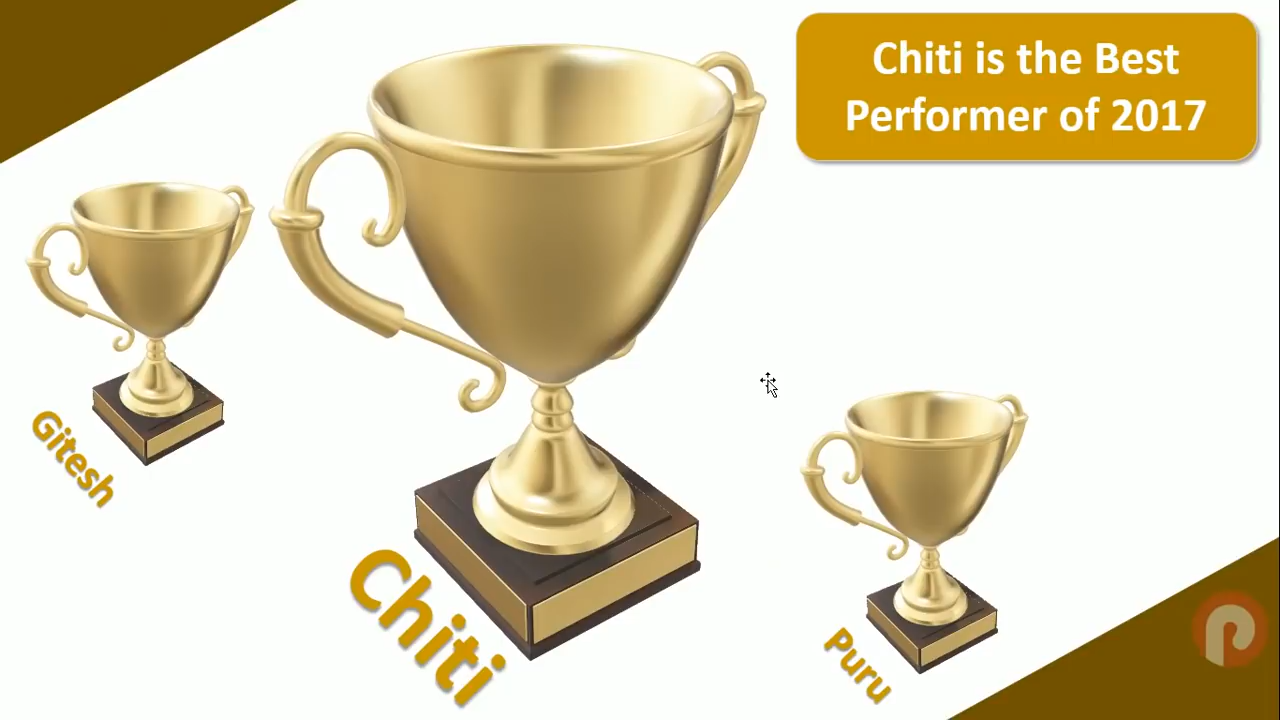 Chiti is the Best
Performer of 2017
Gitesh
Chiti
Puru